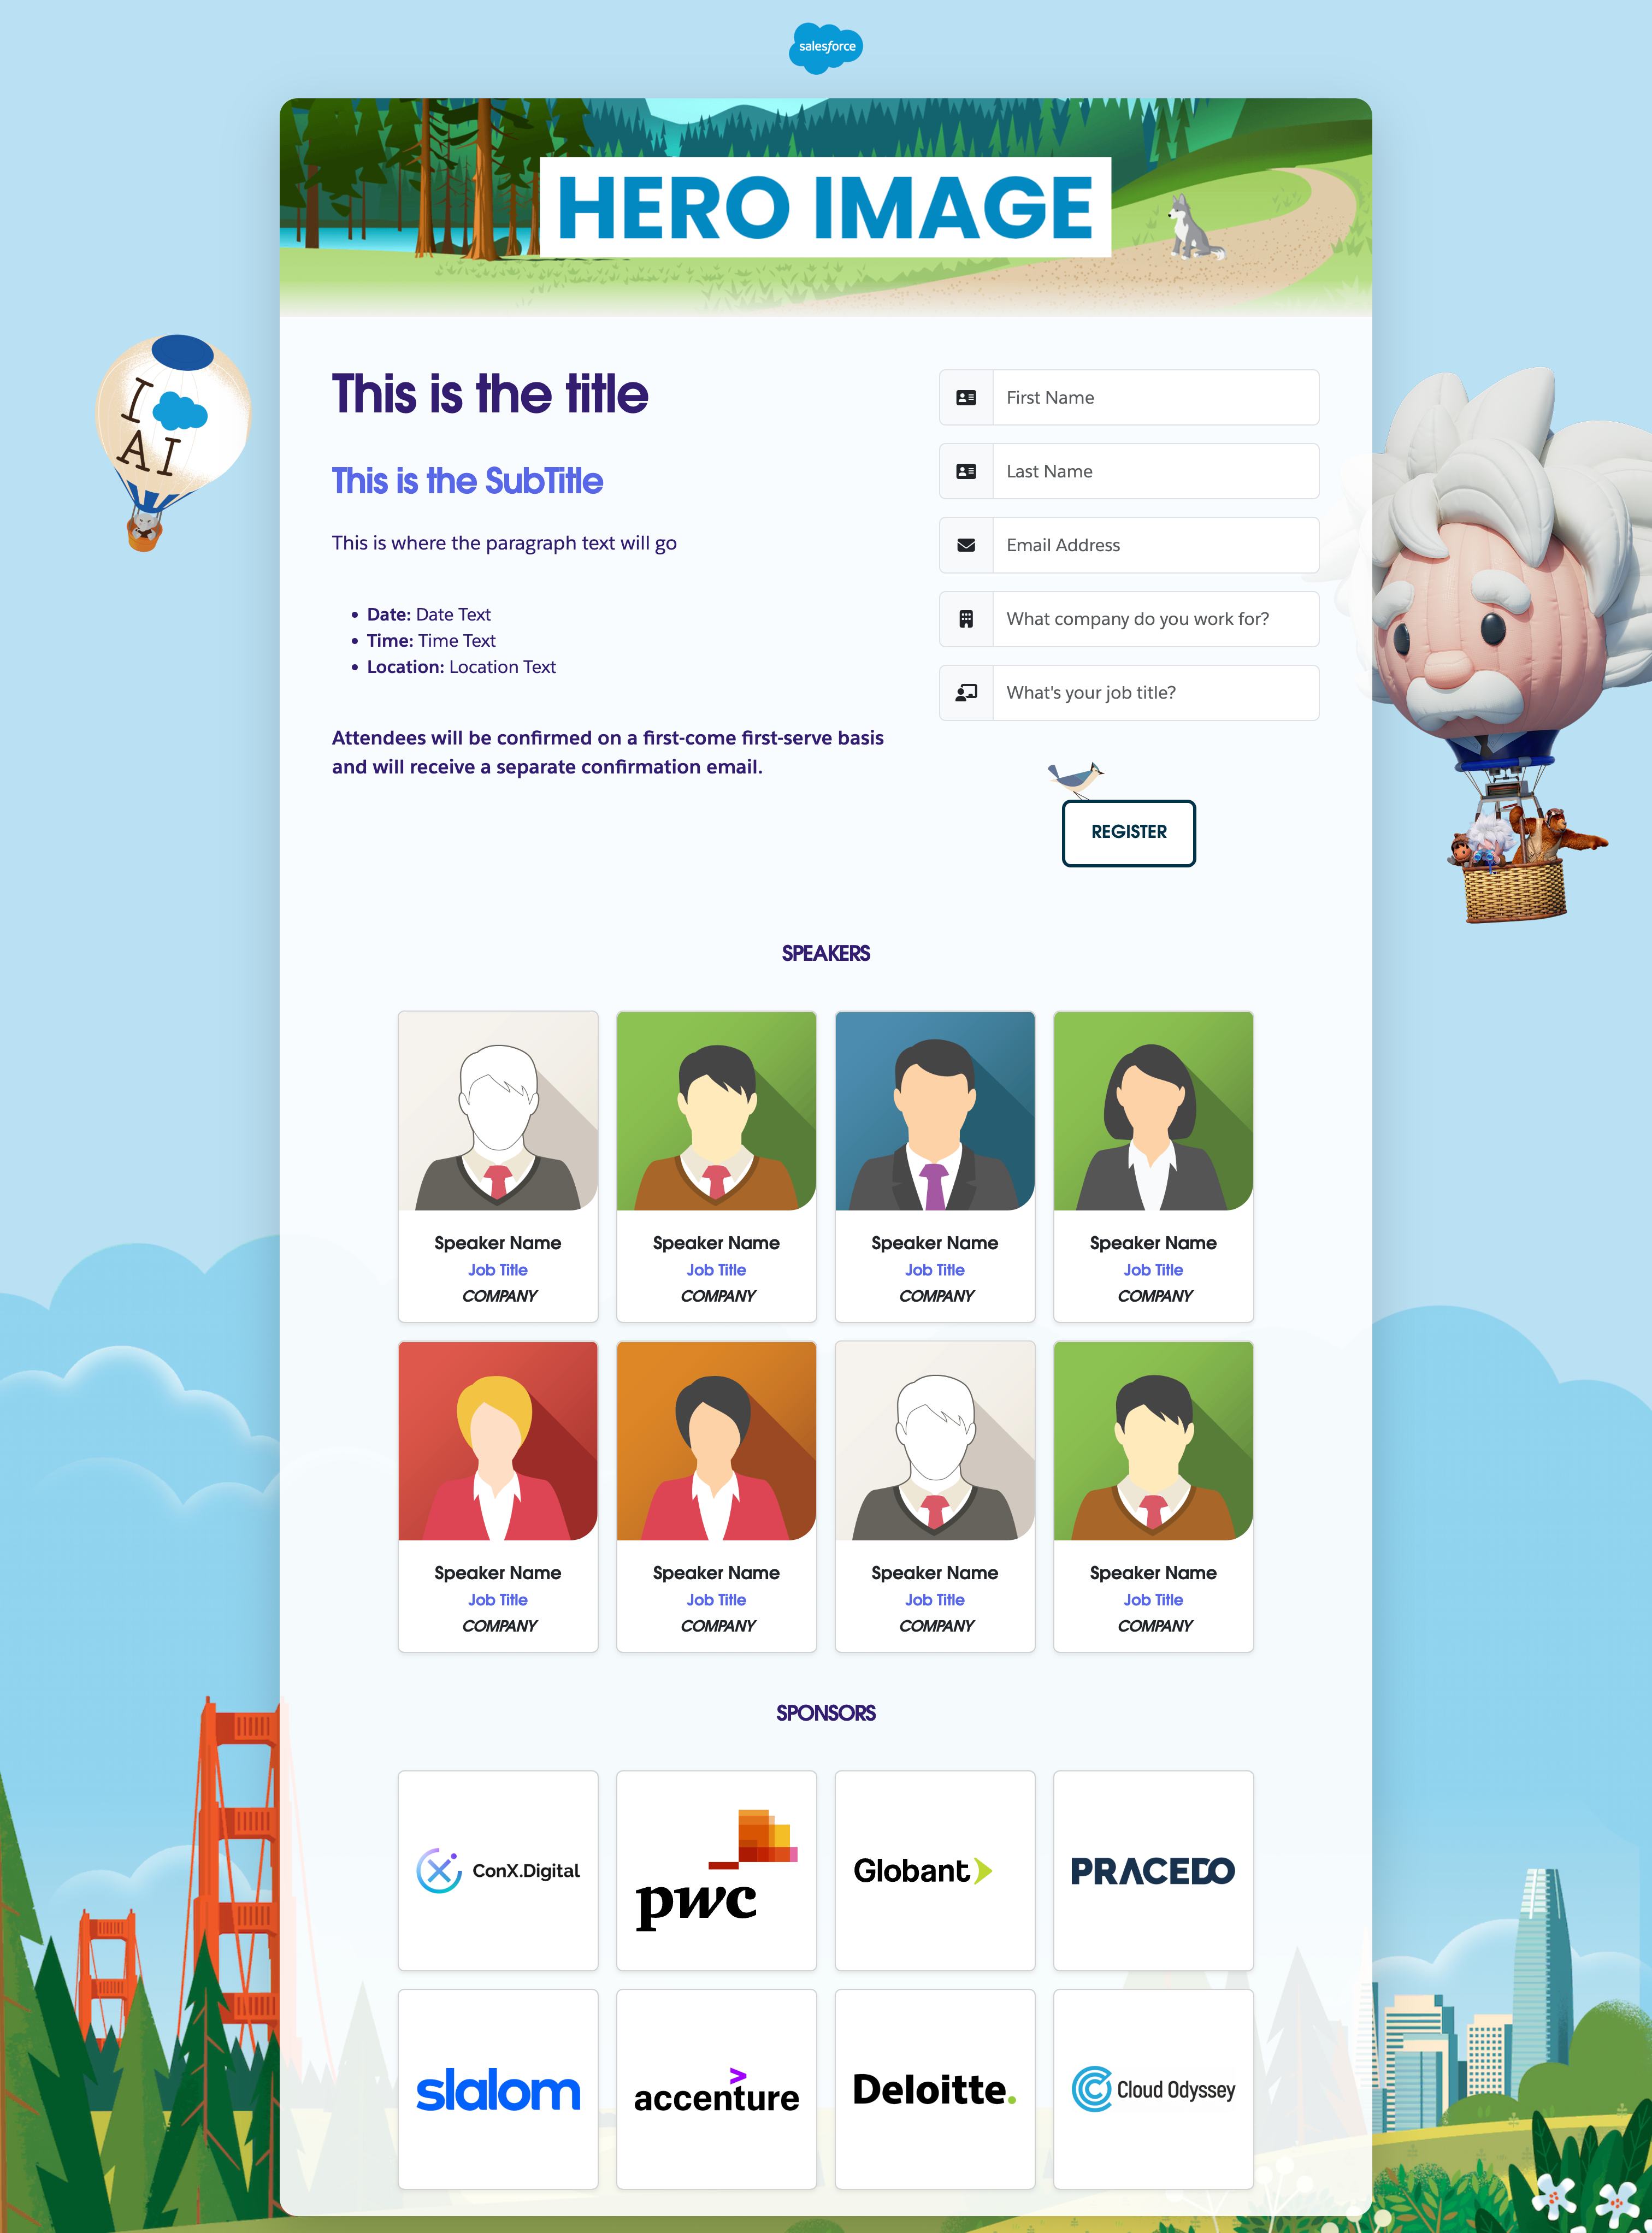 salesforce
HERO IMAGE
I
AI
This is the title
This is the SubTitle
This is where the paragraph text will go
• Date: Date Text
• Time: Time Text
• Location: Location Text
Attendees will be confirmed on a first-come first-serve basis
and will receive a separate confirmation email.
First Name
Last Name
Email Address
What company do you work for?
What's your job title?
REGISTER
SPEAKERS
Speaker Name
Job Title
COMPANY
Speaker Name
Job Title
COMPANY
Speaker Name
Job Title
COMPANY
Speaker Name
Job Title
COMPANY
Speaker Name
Job Title
COMPANY
Speaker Name
Job Title
COMPANY
Speaker Name
Job Title
COMPANY
Speaker Name
Job Title
COMPANY
SPONSORS
ConX.Digital
pwc
Globant
PRACEDO
slalom
accenture
Deloitte.
Cloud Odyssey